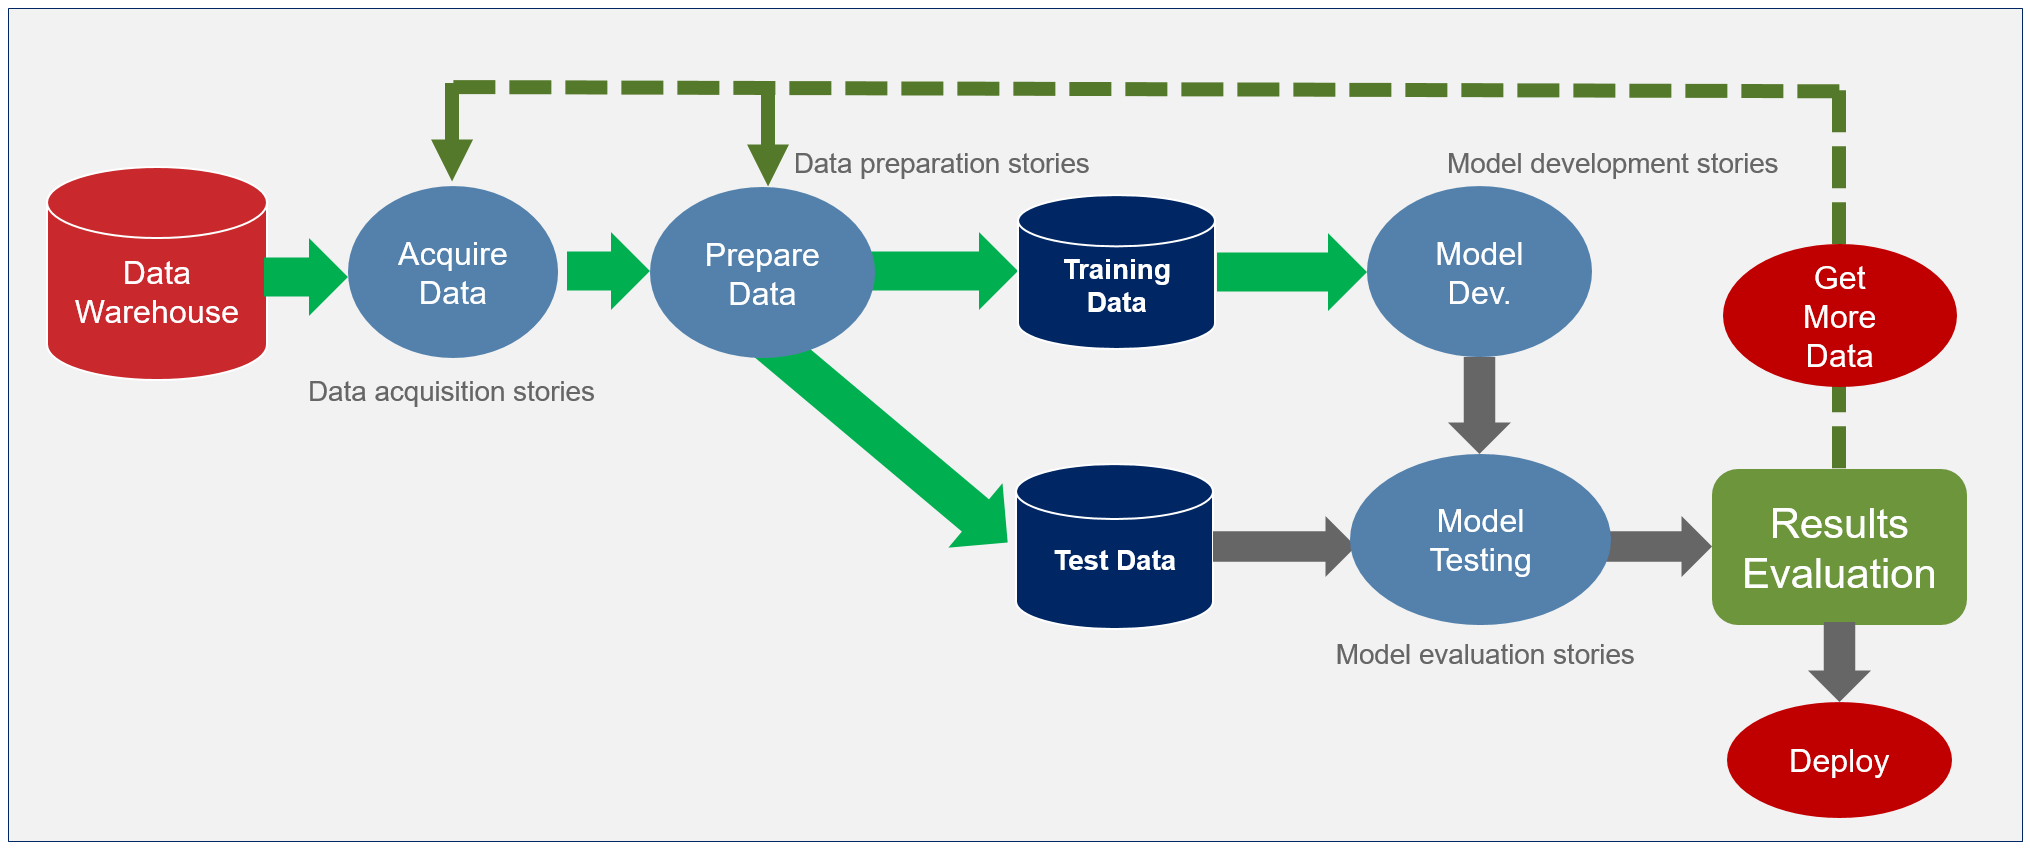 Data preparation stories
Model development stories
Data
Warehouse
Acquire
Data
Prepare
Data
Training
Data
Model
Dev.
Get
More
Data
Data acquisition stories
Test Data
Model
Testing
Results
Evaluation
Model evaluation stories
Deploy